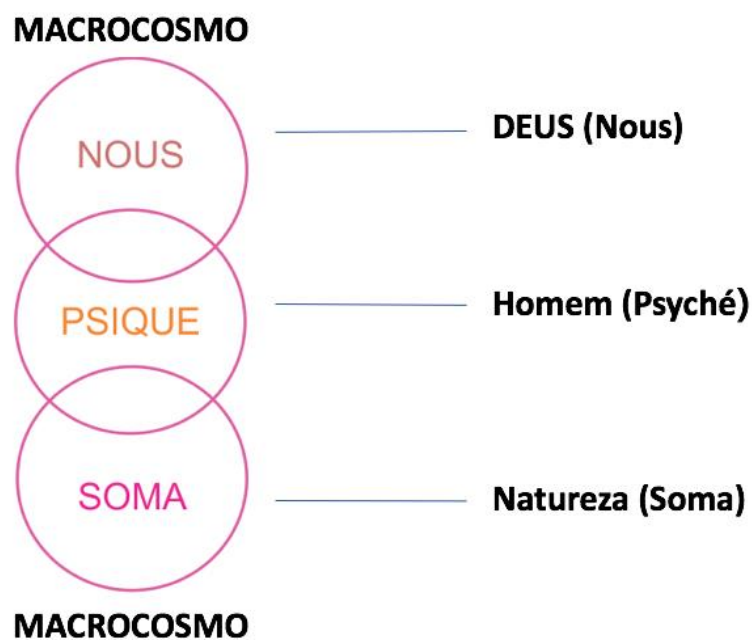 MACROCOSMO
NOUS
DEUS (Nous)
PSIQUE
Homem (Psyché)
SOMA
Natureza (Soma)
MACROCOSMO